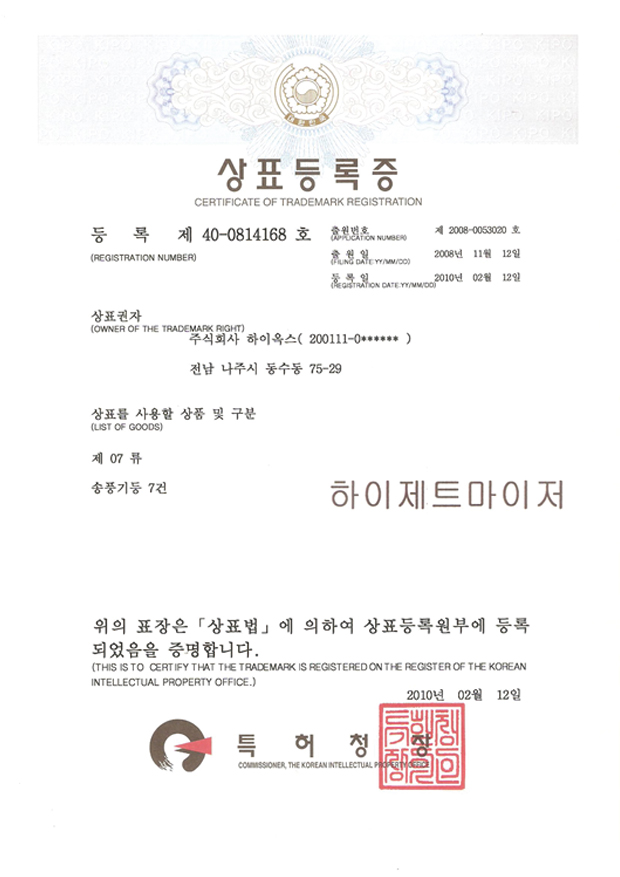 상표등록증
CERTIFICATE OF TRADEMARK REGISTRATION
등 록 제 40-0814168 호
(REGISTRATION NUMBER)
출원번호 제 2008-0053020 호
(APPLICATION NUMBER)
출 원 일 2008년 11월 12일
(FILING DATE:YY/MM/DD)
등 록 일 2010년 02월 12일
(REGISTRATION DATE:YY/MM/DD)
상표권자
(OWNER OF THE TRADEMARK RIGHT)
주식회사 하이옥스( 200111-0****** )
전남 나주시 동수동 75-29
상표를 사용할 상품 및 구분
(LIST OF GOODS)
제 07 류
송풍기등 7건
하이제트마이저
위의 표장은「상표법」에 의하여 상표등록원부에 등록
되었음을 증명합니다.
(THIS IS TO CERTIFY THAT THE TRADEMARK IS REGISTERED ON THE REGISTER OF THE KOREAN
INTELLECTUAL PROPERTY OFFICE.)
2010년 02월 12일
특 허 청 장
COMMISSIONER, THE KOREAN INTELLECTUAL PROPERTY OFFICE